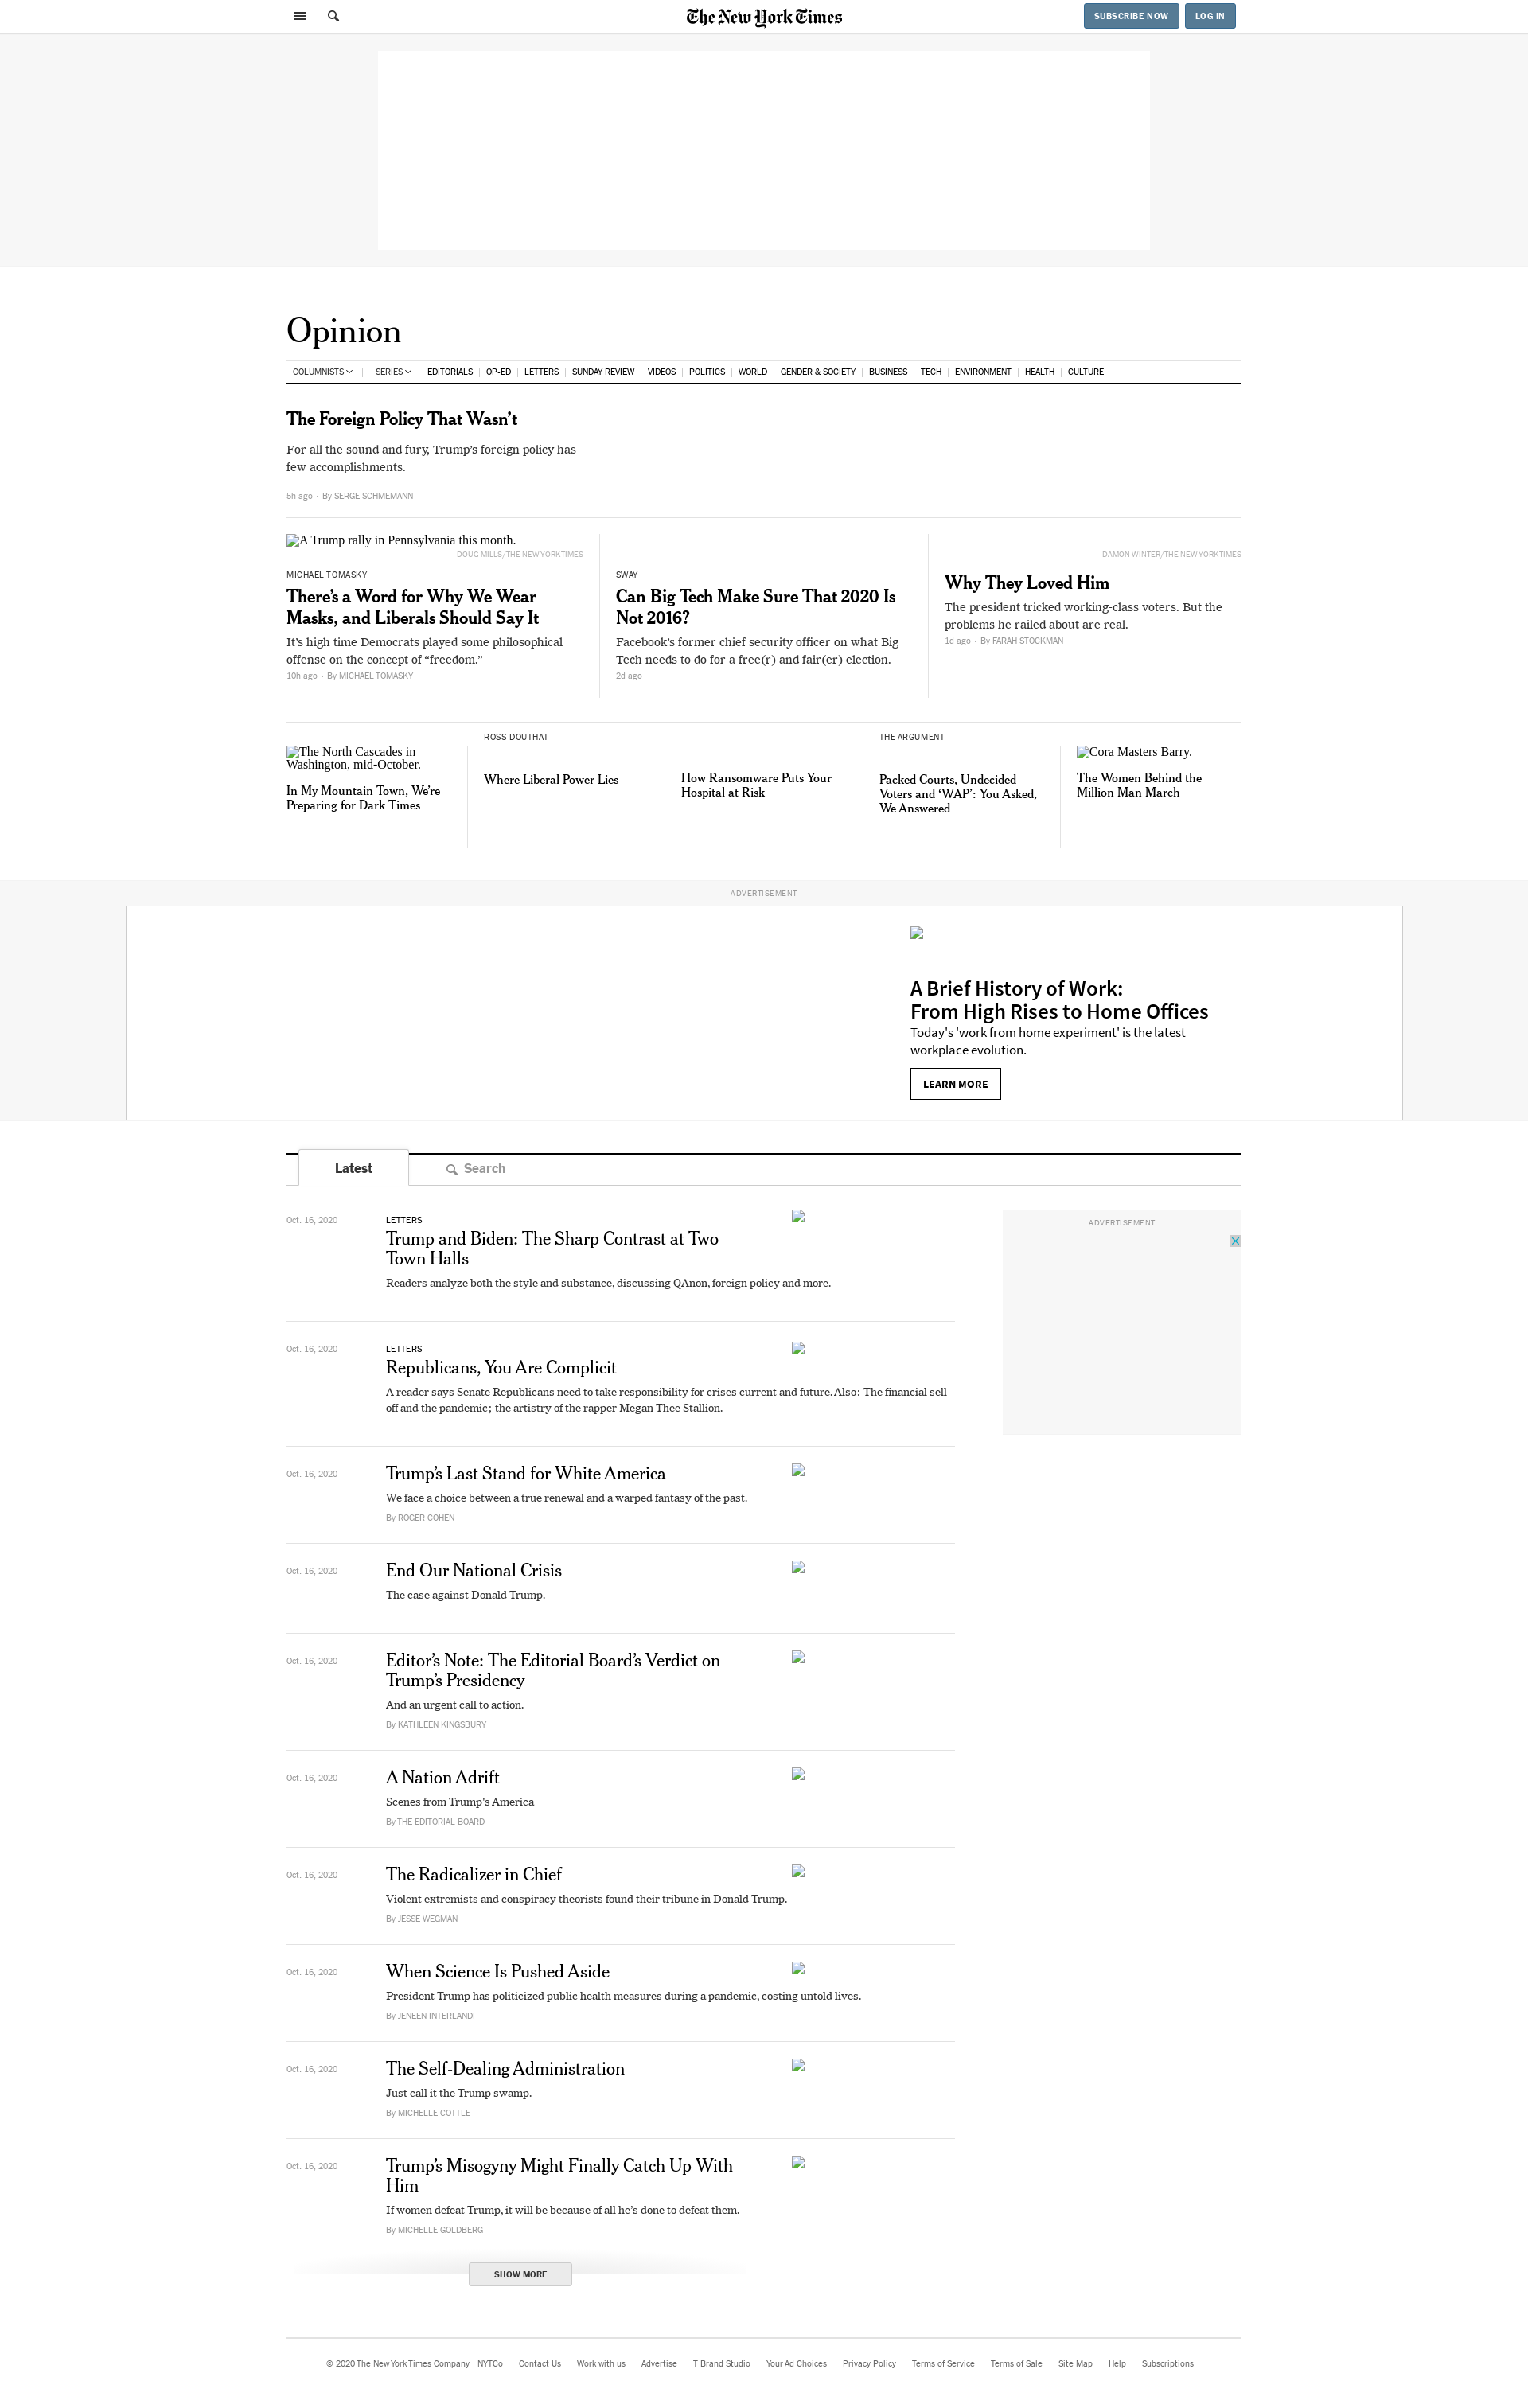 The New York Times
SUBSCRIBE NOW
LOG IN
Opinion
COLUMNISTS
SERIES
EDITORIALS
OP-ED
LETTERS
SUNDAY REVIEW
VIDEOS
POLITICS
WORLD
GENDER & SOCIETY
BUSINESS
TECH
ENVIRONMENT
HEALTH
CULTURE
The Foreign Policy That Wasn’t
For all the sound and fury, Trump’s foreign policy has
few accomplishments.
5h ago • By SERGE SCHMEMANN
A Trump rally in Pennsylvania this month.
DOUG MILLS/THE NEW YORK TIMES
MICHAEL TOMASKY
There’s a Word for Why We Wear
Masks, and Liberals Should Say It
It’s high time Democrats played some philosophical
offense on the concept of “freedom.”
10h ago • By MICHAEL TOMASKY
SWAY
Can Big Tech Make Sure That 2020 Is
Not 2016?
Facebook’s former chief security officer on what Big
Tech needs to do for a free(r) and fair(er) election.
2d ago
DAMON WINTER/THE NEW YORK TIMES
Why They Loved Him
The president tricked working-class voters. But the
problems he railed about are real.
1d ago • By FARAH STOCKMAN
The North Cascades in
Washington, mid-October.
In My Mountain Town, We’re
Preparing for Dark Times
ROSS DOUTHAT
Where Liberal Power Lies
How Ransomware Puts Your
Hospital at Risk
THE ARGUMENT
Packed Courts, Undecided
Voters and ‘WAP’: You Asked,
We Answered
Cora Masters Barry.
The Women Behind the
Million Man March
ADVERTISEMENT
A Brief History of Work:
From High Rises to Home Offices
Today's 'work from home experiment' is the latest
workplace evolution.
LEARN MORE
Latest
Search
Oct. 16, 2020
LETTERS
Trump and Biden: The Sharp Contrast at Two
Town Halls
Readers analyze both the style and substance, discussing QAnon, foreign policy and more.
ADVERTISEMENT
Oct. 16, 2020
LETTERS
Republicans, You Are Complicit
A reader says Senate Republicans need to take responsibility for crises current and future. Also: The financial sell-
off and the pandemic; the artistry of the rapper Megan Thee Stallion.
Oct. 16, 2020
Trump’s Last Stand for White America
We face a choice between a true renewal and a warped fantasy of the past.
By ROGER COHEN
Oct. 16, 2020
End Our National Crisis
The case against Donald Trump.
Oct. 16, 2020
Editor’s Note: The Editorial Board’s Verdict on
Trump’s Presidency
And an urgent call to action.
By KATHLEEN KINGSBURY
Oct. 16, 2020
A Nation Adrift
Scenes from Trump’s America
By THE EDITORIAL BOARD
Oct. 16, 2020
The Radicalizer in Chief
Violent extremists and conspiracy theorists found their tribune in Donald Trump.
By JESSE WEGMAN
Oct. 16, 2020
When Science Is Pushed Aside
President Trump has politicized public health measures during a pandemic, costing untold lives.
By JENEEN INTERLANDI
Oct. 16, 2020
The Self-Dealing Administration
Just call it the Trump swamp.
By MICHELLE COTTLE
Oct. 16, 2020
Trump’s Misogyny Might Finally Catch Up With
Him
If women defeat Trump, it will be because of all he’s done to defeat them.
By MICHELLE GOLDBERG
SHOW MORE
© 2020 The New York Times Company NYTCo Contact Us Work with us Advertise T Brand Studio Your Ad Choices Privacy Policy Terms of Service Terms of Sale Site Map Help Subscriptions